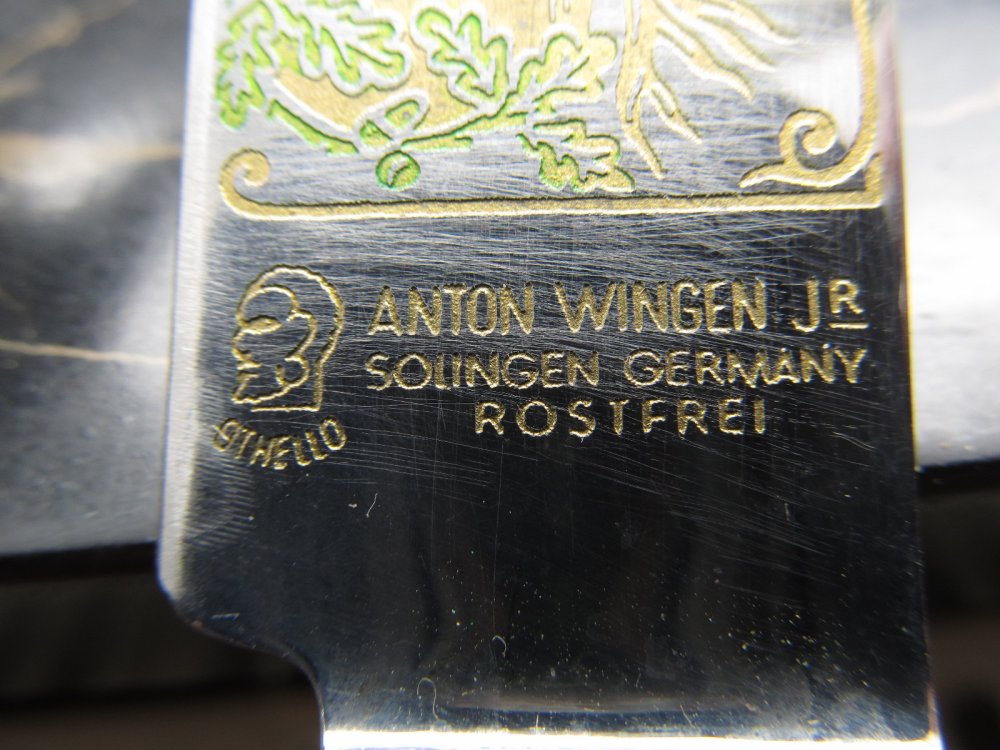 ANTON WINGEN JR
SOLINGEN GERMANY
ROSTFREI
OTHELLO